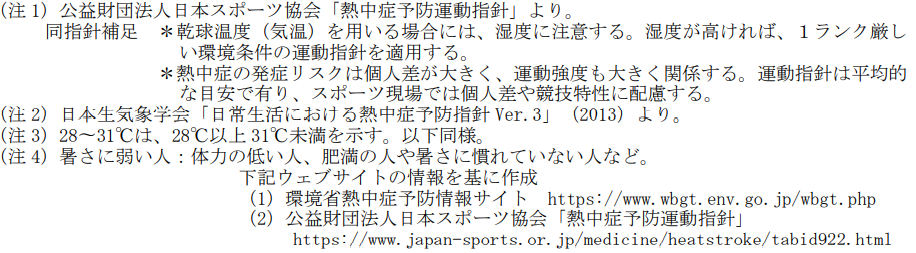 (注１) 公益財団法人日本スポーツ協会「熱中症予防運動指針」より。
同指針補足　＊乾球温度（気温）を用いる場合には、湿度に注意する。湿度が高ければ、１ランク厳し
い環境条件の運動指針を適用する。
＊熱中症の発症リスクは個人差が大きく、運動強度も大きく関係する。運動指針は平均的
な目安で有り、スポーツ現場では個人差や競技特性に配慮する。
(注２) 日本生気象学会「日常生活における熱中症予防指針 Ver.3」（2013）より。
(注３) 28～31℃は、28℃以上 31℃未満を示す。以下同様。
(注４) 暑さに弱い人：体力の低い人、肥満の人や暑さに慣れていない人など。
下記ウェブサイトの情報を基に作成
(1) 環境省熱中症予防情報サイト　https://www.wbgt.env.go.jp/wbgt.php
(2) 公益財団法人日本スポーツ協会「熱中症予防運動指針」
https://www.japan-sports.or.jp/medicine/heatstroke/tabid922.html